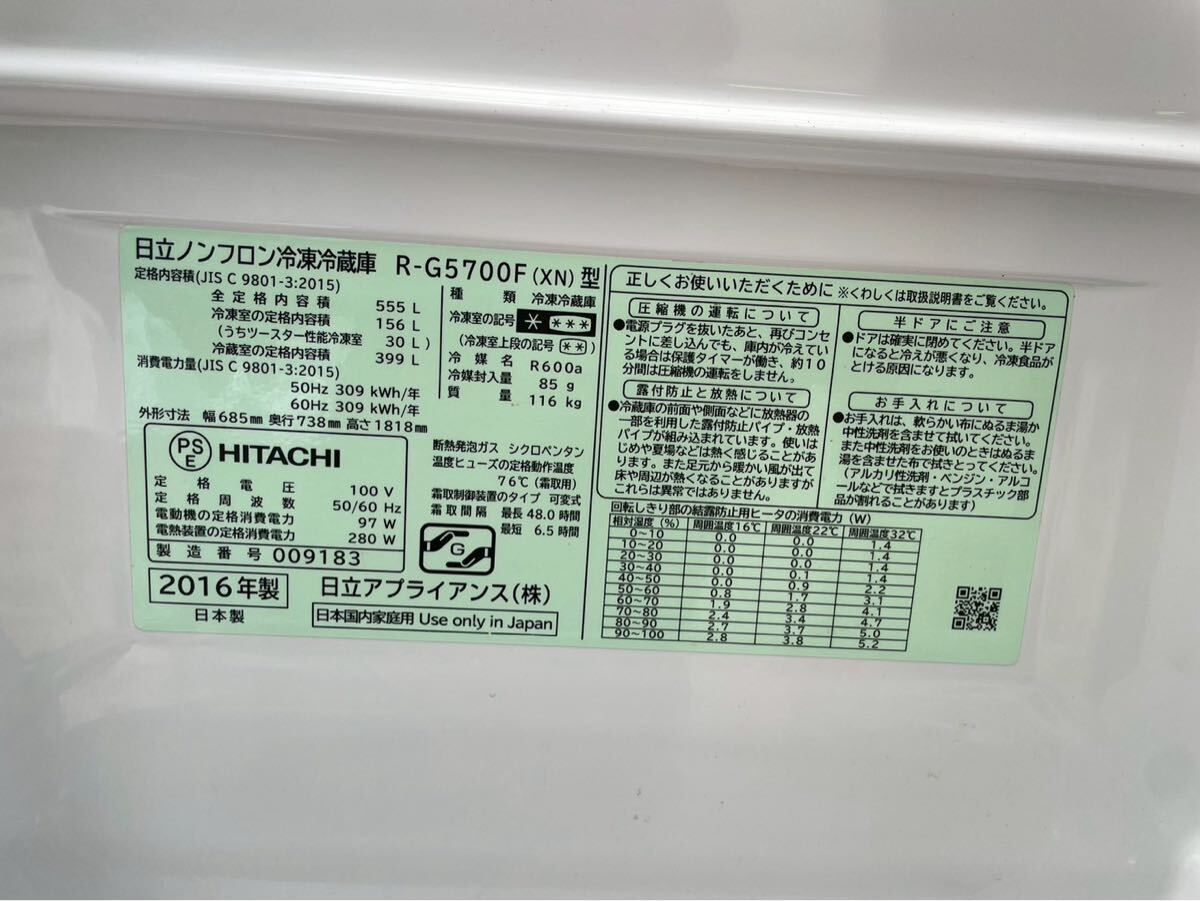 日立ノンフロン冷凍冷蔵庫 R-G5700F(XN)型
定格内容積(JIS C 9801-3:2015)
全定格内容積 555 L
冷凍室の定格内容積 156 L
(うちツースター性能冷凍室 30 L)
冷蔵室の定格内容積 399 L
消費電力量(JIS C 9801-3:2015)
50Hz 309 kWh/年
60Hz 309 kWh/年
外形寸法 幅 685mm 奥行 738mm 高さ 1818mm
種類 冷凍冷蔵庫
冷凍室の記号 * ***
(冷凍室上段の記号 **)
冷媒名 R600a
冷媒封入量 85 g
質量 116 kg
PS E HITACHI
定格電圧 100 V
定格周波数 50/60 Hz
電動機の定格消費電力 97 W
電熱装置の定格消費電力 280 W
製造番号 009183
2016年製
日本製
断熱発泡ガス シクロペンタン
温度ヒューズの定格動作温度
76℃(霜取用)
霜取制御装置のタイプ 可変式
霜取間隔 最長 48.0 時間
最短 6.5 時間
G
日立アプライアンス(株)
日本国内家庭用 Use only in Japan
正しくお使いいただくために ※くわしくは取扱説明書をご覧ください。
圧縮機の運転について
●電源プラグを抜いたあと、再びコンセ
ントに差し込んでも、庫内が冷えてい
る場合は保護タイマーが働き、約10
分間は圧縮機の運転をしません。
露付防止と放熱について
●冷蔵庫の前面や側面などに放熱器の
一部を利用した露付防止パイプ・放熱
パイプが組み込まれています。使いは
じめや夏場などは熱く感じることがあり
ます。また足元から暖かい風が出て
床や周辺が熱くなることがありますが
これらは異常ではありません。
半ドアにご注意
●ドアは確実に閉めてください。半ドア
になると冷えが悪くなり、冷凍食品が
とける原因になります。
お手入れについて
●お手入れは、軟らかい布にぬるま湯か
中性洗剤を含ませて拭いてください。
また中性洗剤をお使いのときはぬるま
湯を含ませた布で拭きとってください。
(アルカリ性洗剤・ベンジン・アルコ
ールなどで拭きますとプラスチック部
品が割れることがあります)
回転しきり部の結露防止用ヒータの消費電力(W)
相対湿度(%) 周囲温度16℃ 周囲温度22℃ 周囲温度32℃
0〜10 0.0 0.0 1.4
10〜20 0.0 0.0 1.4
20〜30 0.0 0.0 1.4
30〜40 0.0 0.1 1.4
40〜50 0.0 0.9 2.2
50〜60 0.8 1.7 3.1
60〜70 1.9 2.8 4.1
70〜80 2.4 3.4 4.7
80〜90 2.7 3.7 5.0
90〜100 2.8 3.8 5.2